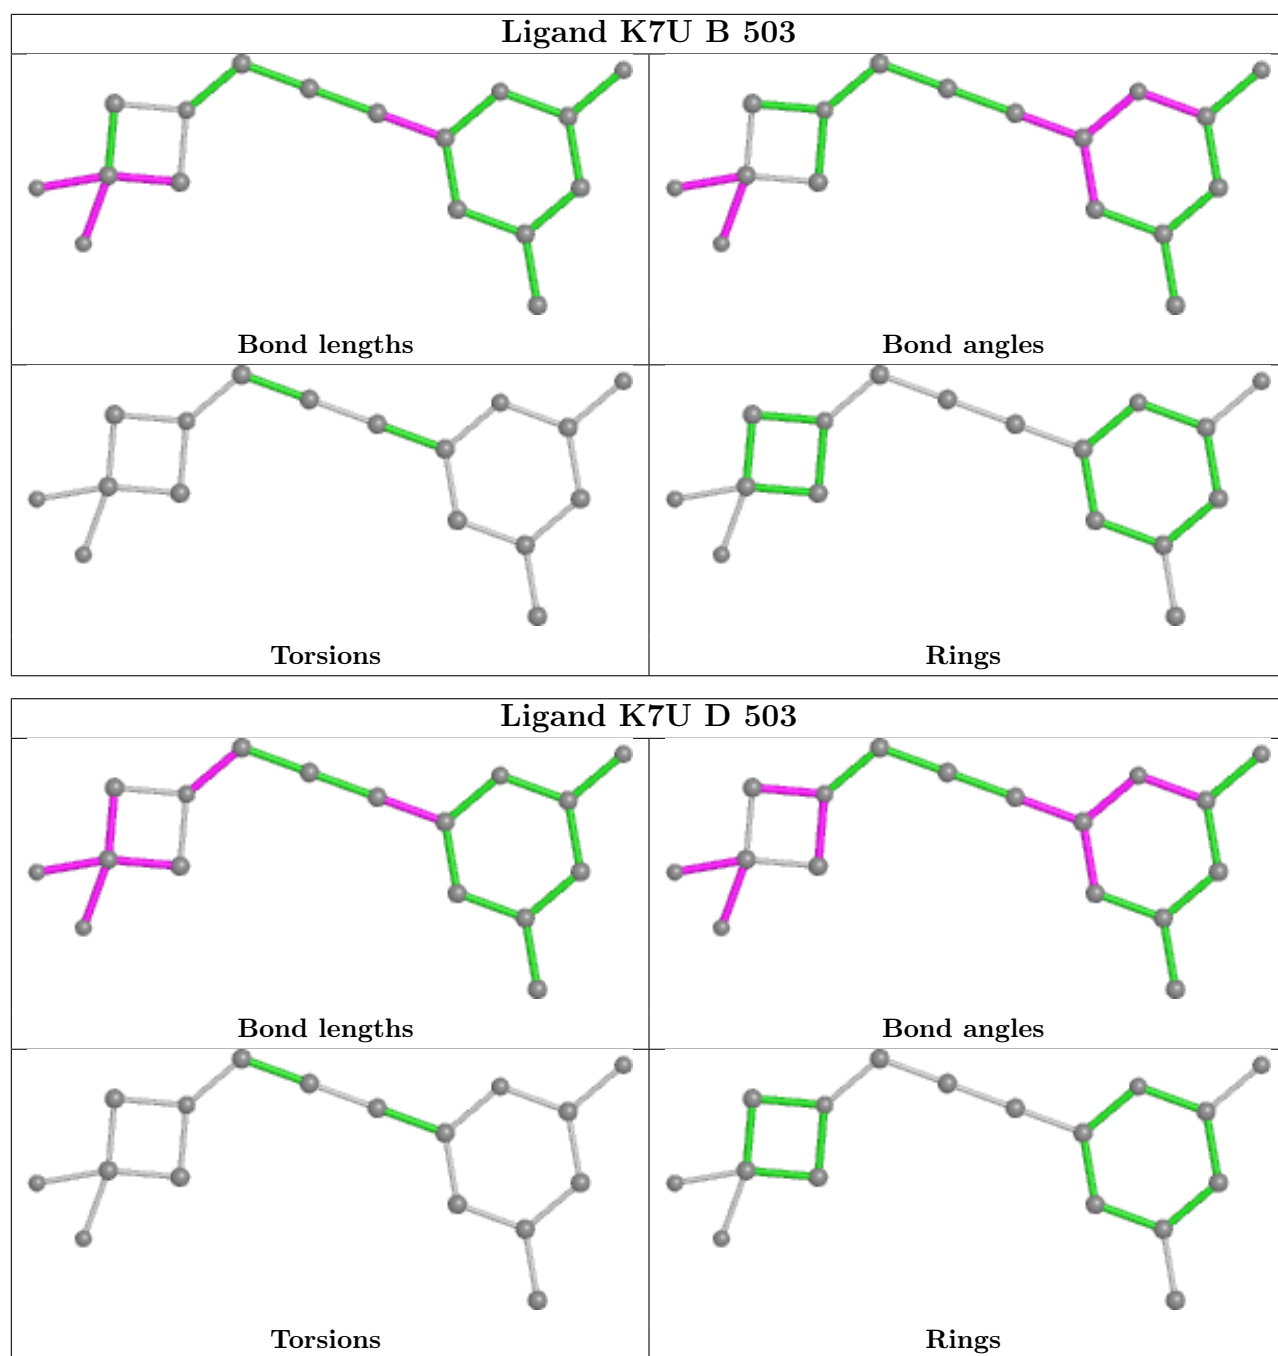 Ligand K7U B 503
Bond lengths
Bond angles
Torsions
Rings
Ligand K7U D 503
Bond lengths
Bond angles
Torsions
Rings